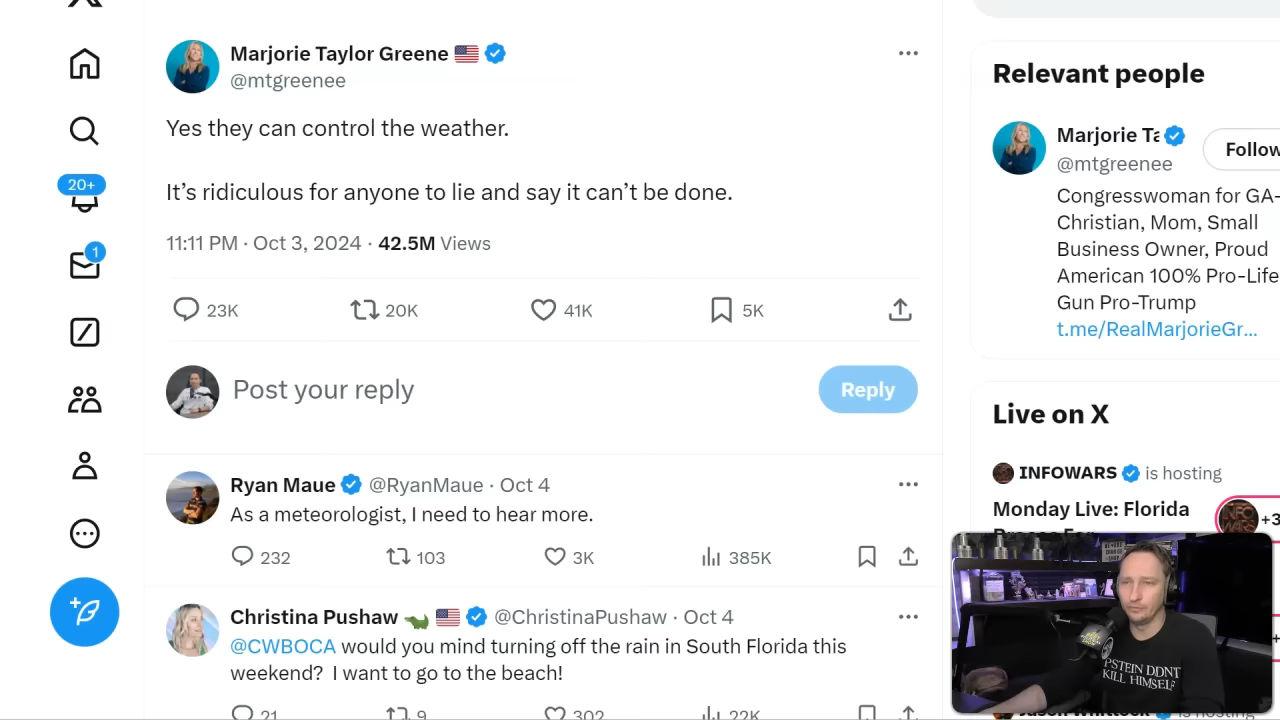 Marjorie Taylor Greene
@mtgreenee
Yes they can control the weather.
It’s ridiculous for anyone to lie and say it can’t be done.
11:11 PM · Oct 3, 2024 · 42.5M Views
23K 20K 41K 5K
Post your reply
Reply
Ryan Maue @RyanMaue · Oct 4
As a meteorologist, I need to hear more.
232 103 3K 385K
Christina Pushaw @ChristinaPushaw · Oct 4
@CWBOCA would you mind turning off the rain in South Florida this
weekend? I want to go to the beach!
21 9 302 22K
20+
1
Relevant people
Marjorie Ta
@mtgreenee
Follow
Congresswoman for GA-
Christian, Mom, Small
Business Owner, Proud
American 100% Pro-Life
Gun Pro-Trump
t.me/RealMarjorieGr...
Live on X
INFOWARS is hosting
Monday Live: Florida
+3
PSTEIN DDNT
KILL HIMSELF